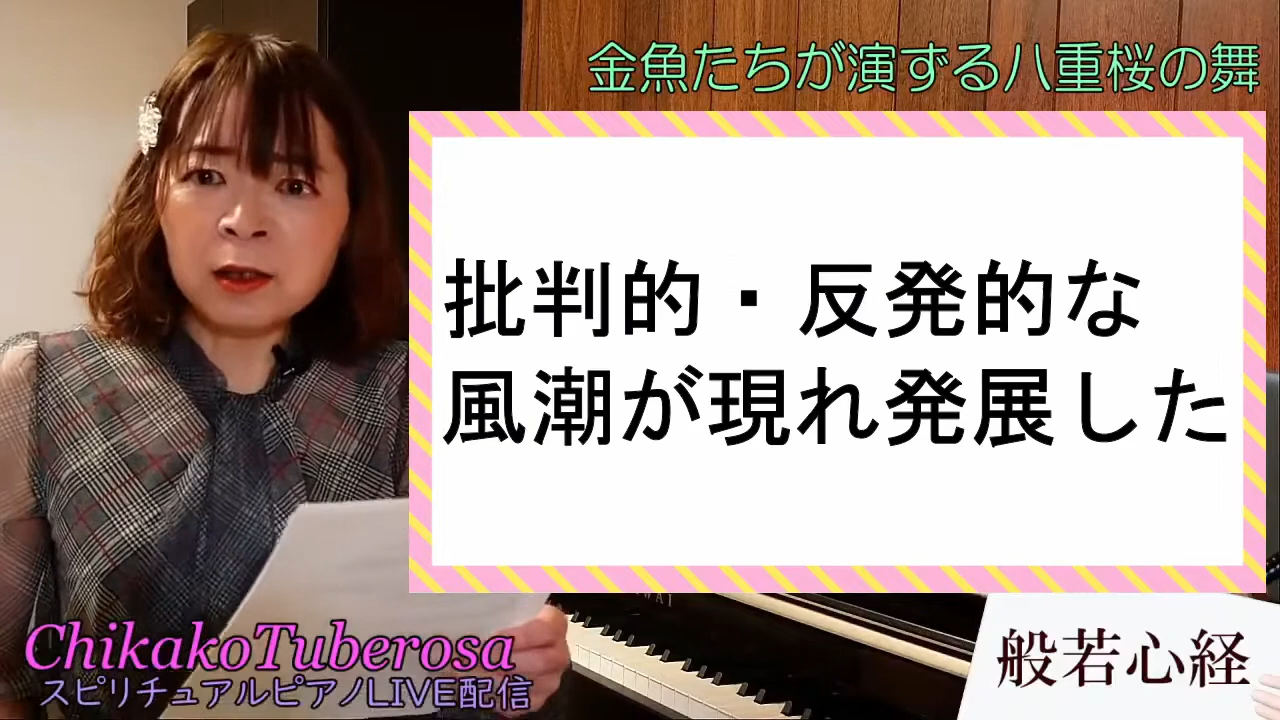 金魚たちが演ずる八重桜の舞
批判的・反発的な
風潮が現れ発展した
ChikakoTuberosa
スピリチュアルピアノLIVE配信
般若心経